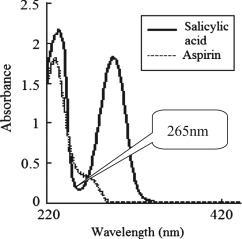 2.5
2
1.5
1
0.5
0
Absorbance
Salicylic
acid
Aspirin
265nm
220
420
Wavelength (nm)